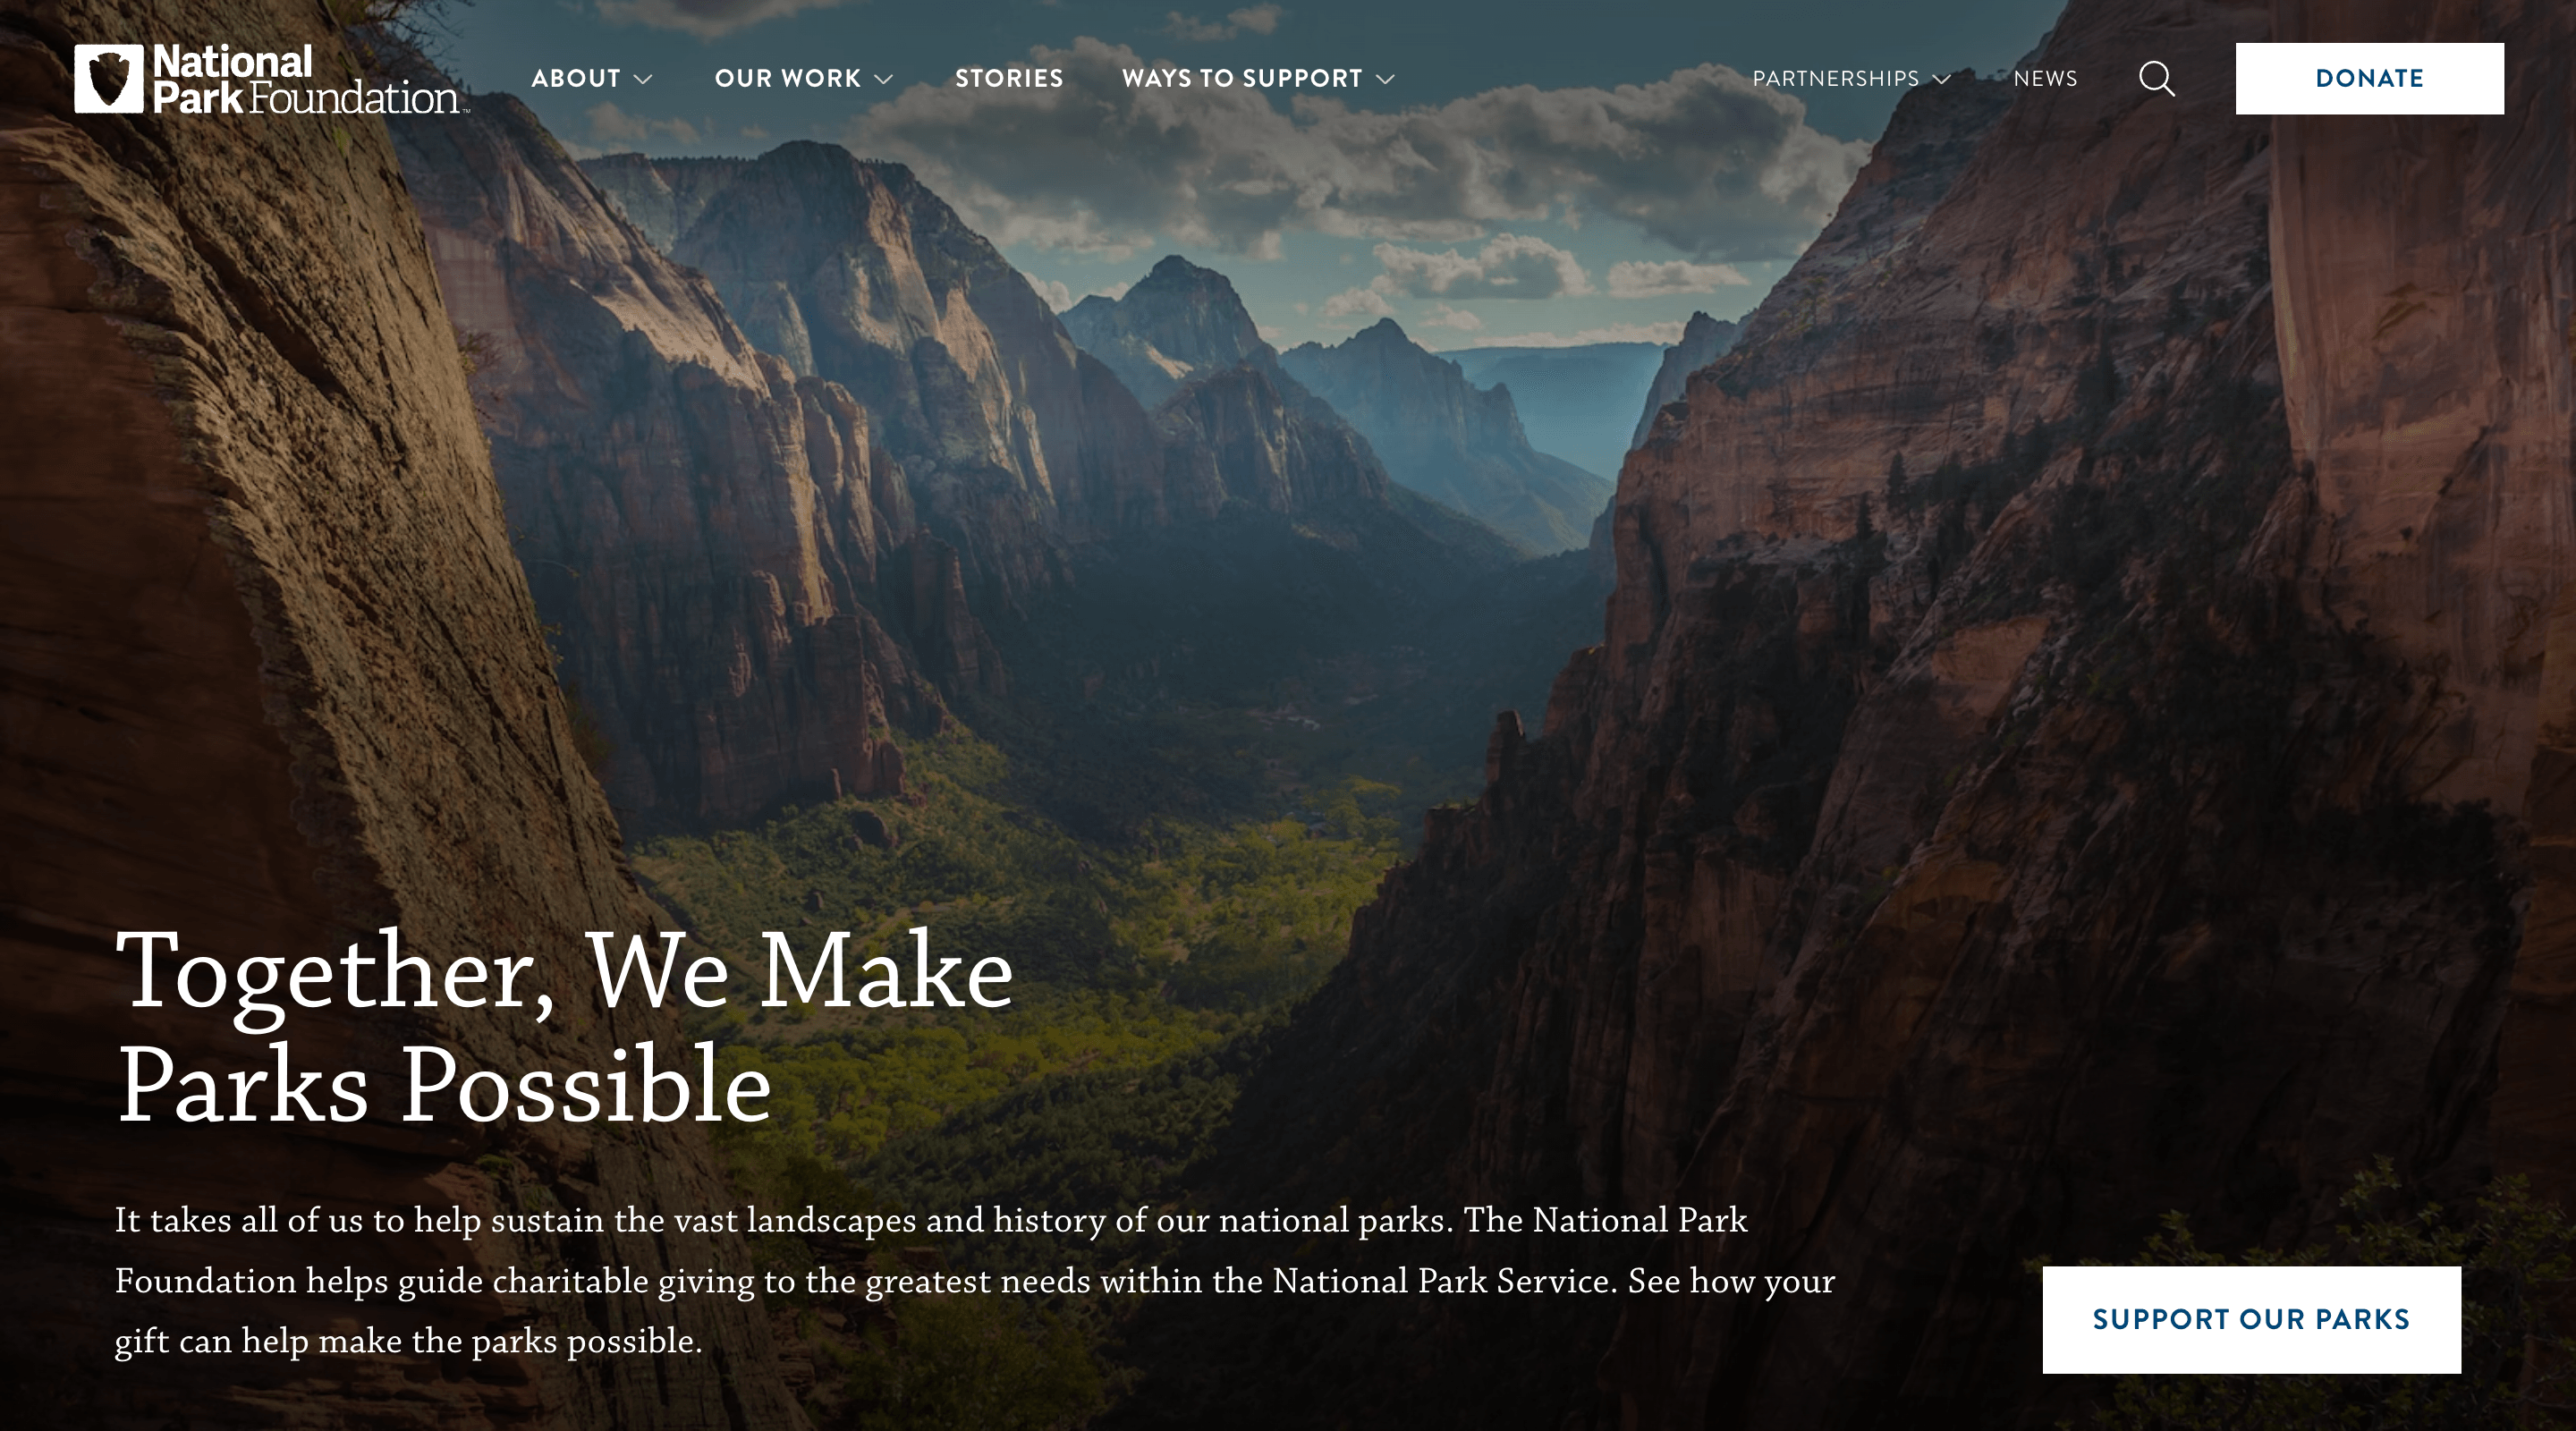 National
Park Foundation™
ABOUT
OUR WORK
STORIES
WAYS TO SUPPORT
PARTNERSHIPS
NEWS
DONATE
Together, We Make
Parks Possible
It takes all of us to help sustain the vast landscapes and history of our national parks. The National Park
Foundation helps guide charitable giving to the greatest needs within the National Park Service. See how your
gift can help make the parks possible.
SUPPORT OUR PARKS